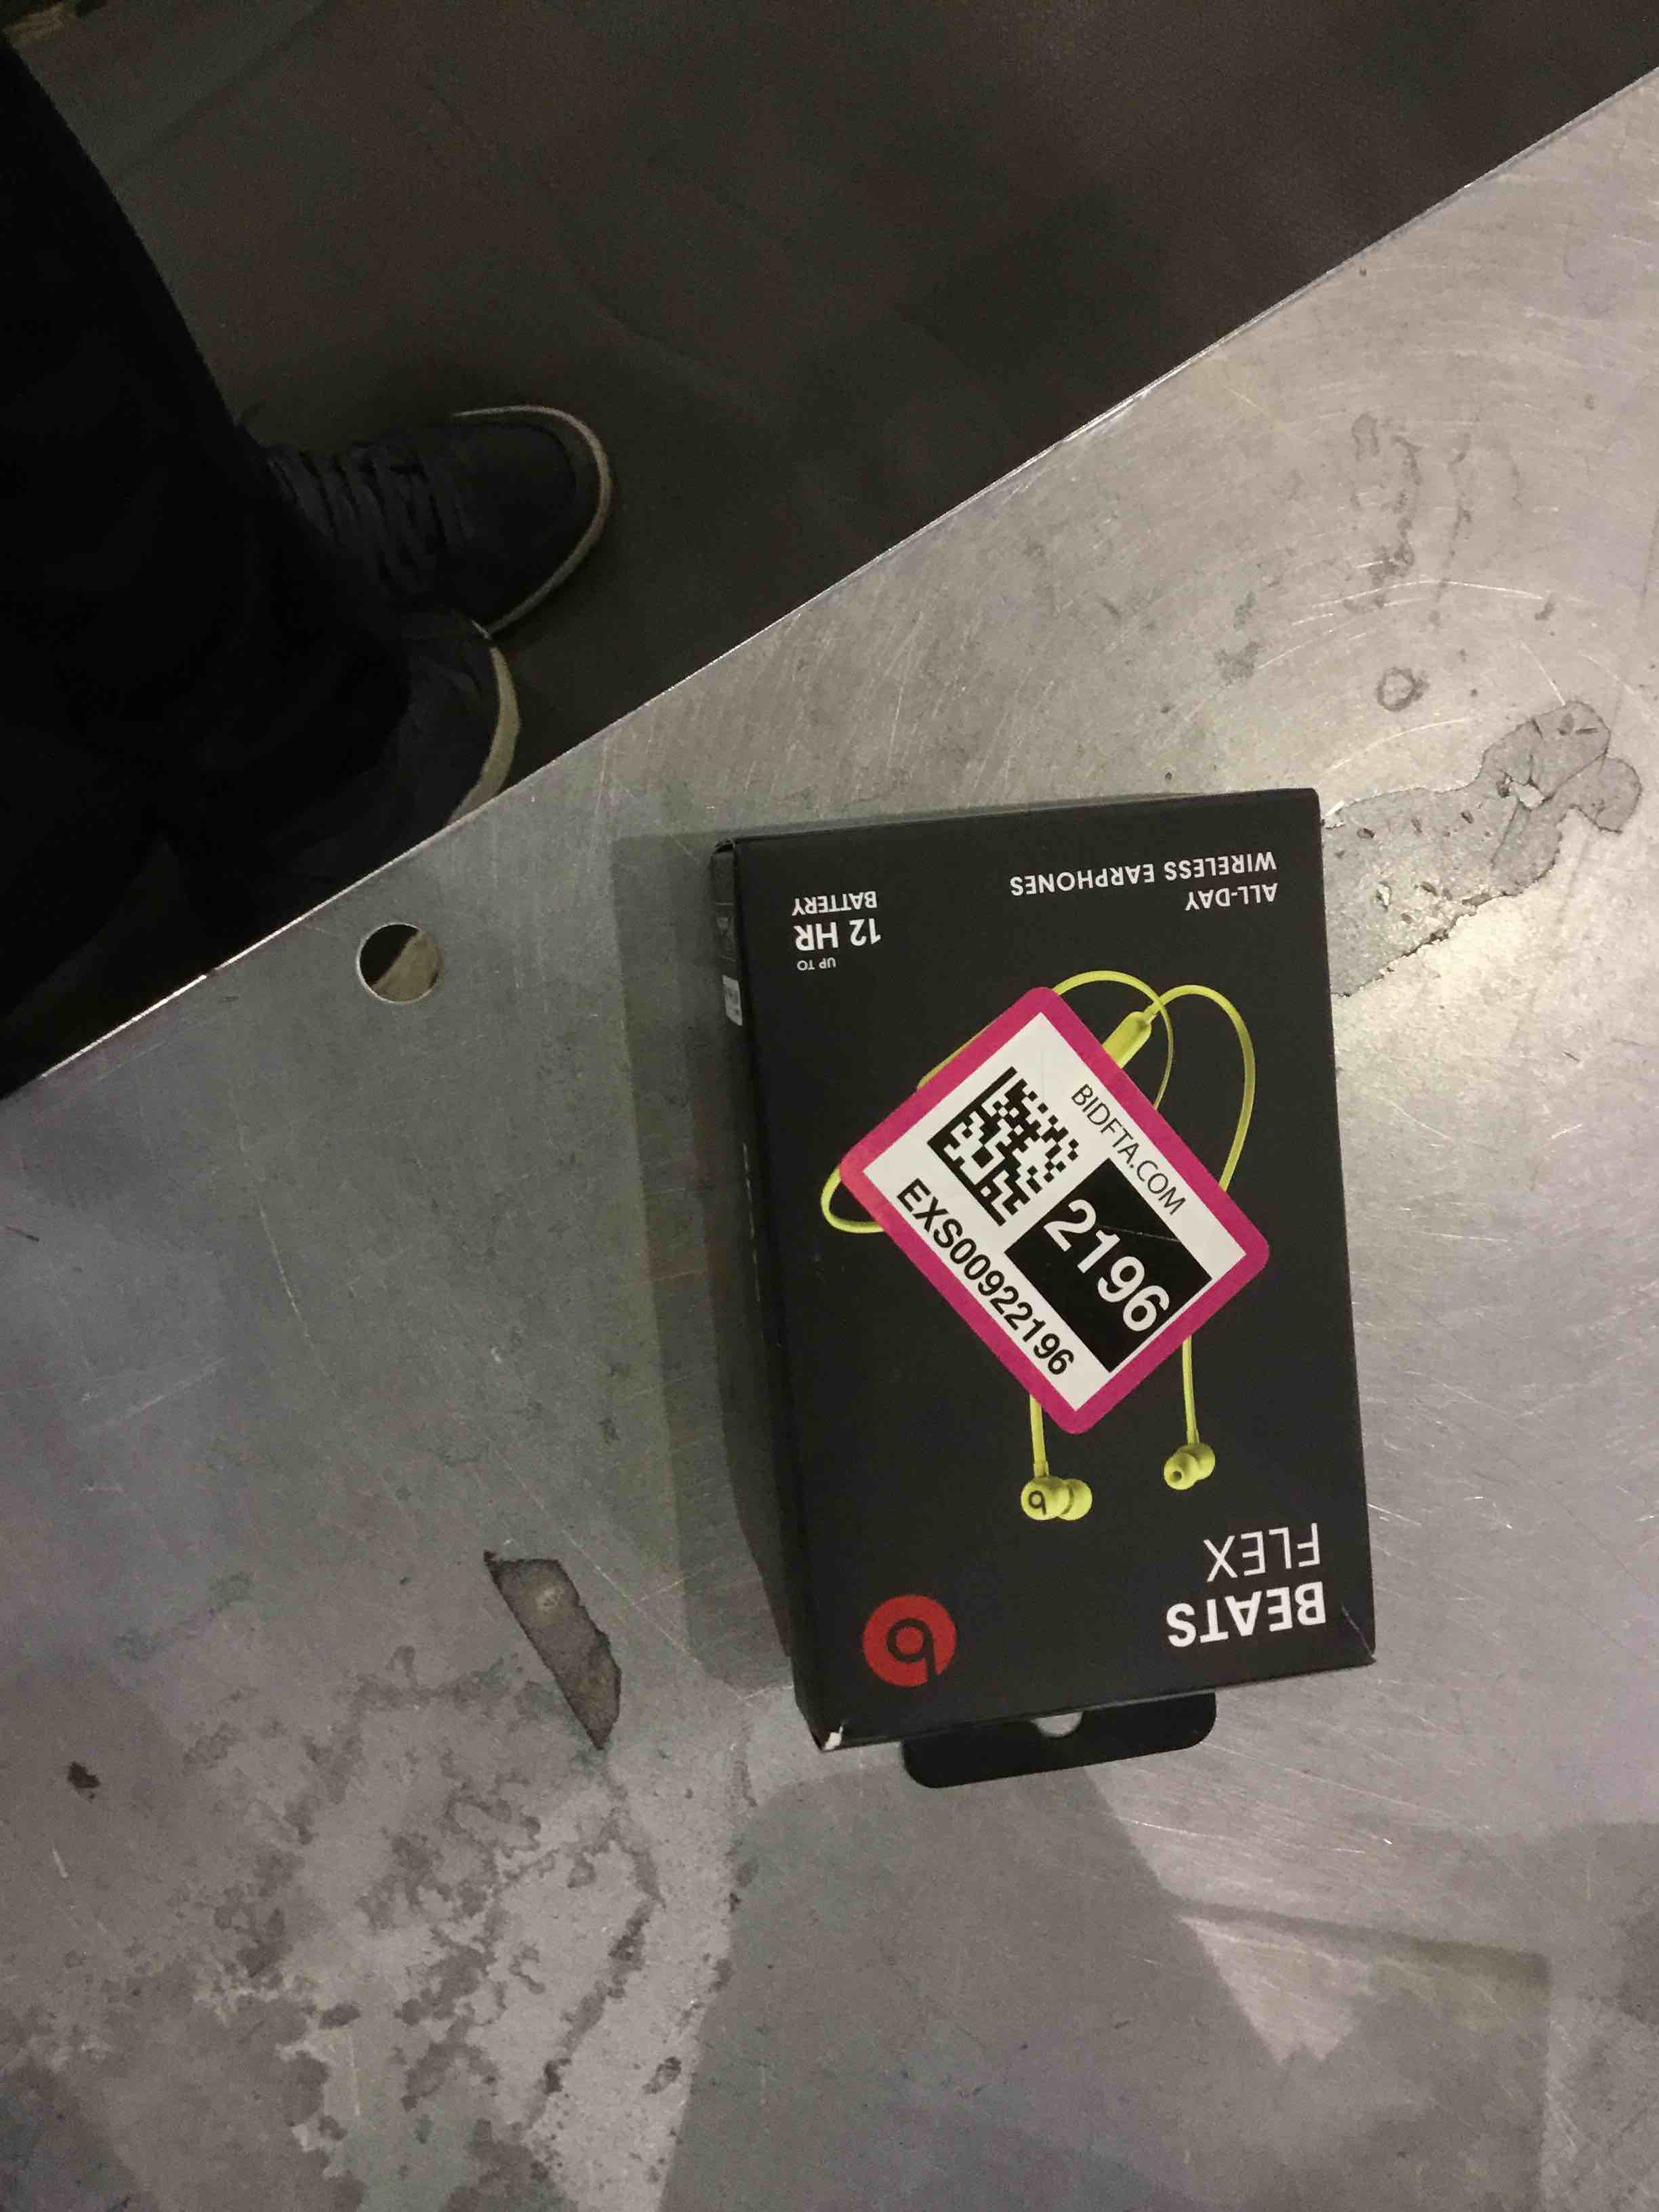 BEATS
FLEX
BIDFTA.COM
2196
EXS00922196
ALL-DAY
WIRELESS EARPHONES
UP TO
12 HR
BATTERY